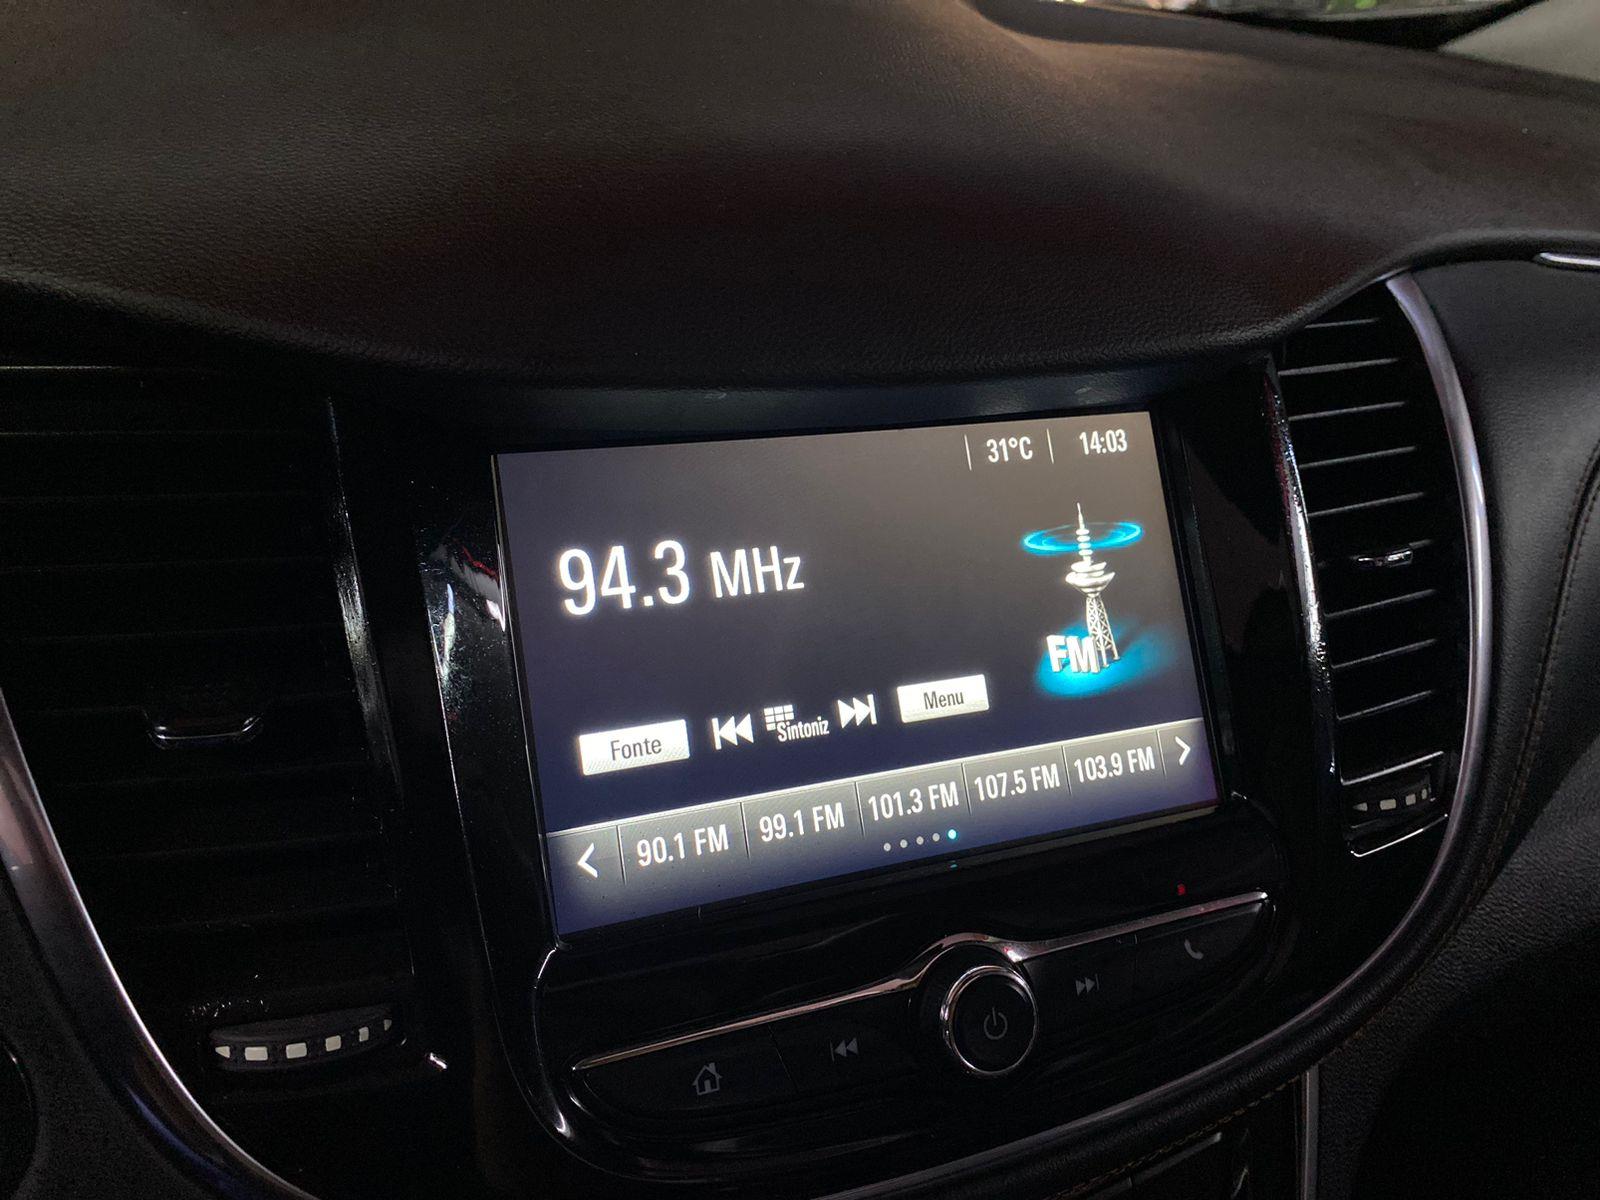 31°C 14:03
94.3 MHz
FM
Fonte Sintoniz Menu
90.1 FM 99.1 FM 101.3 FM 107.5 FM 103.9 FM